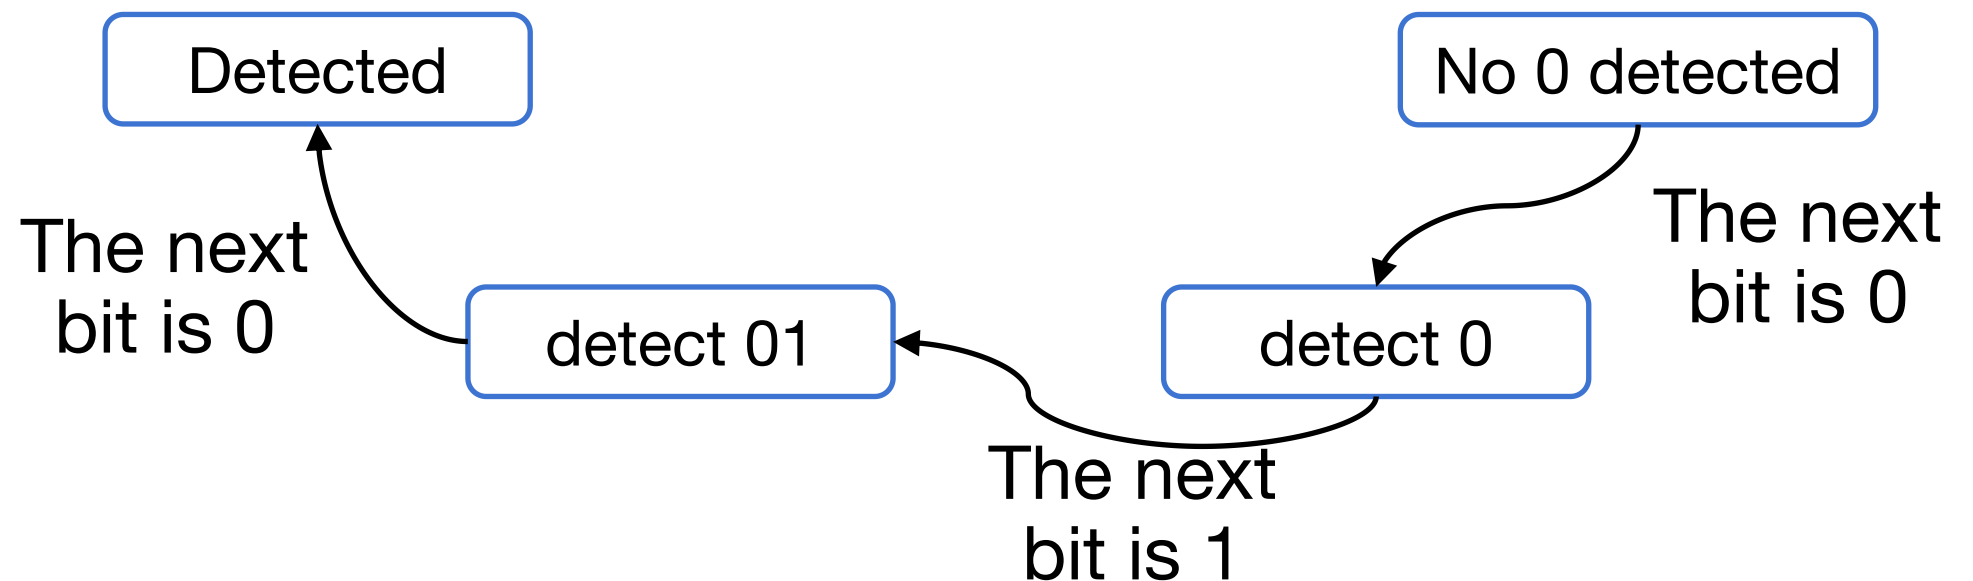 Detected
No 0 detected
The next
bit is 0
The next
bit is 0
detect 01
detect 0
The next
bit is 1